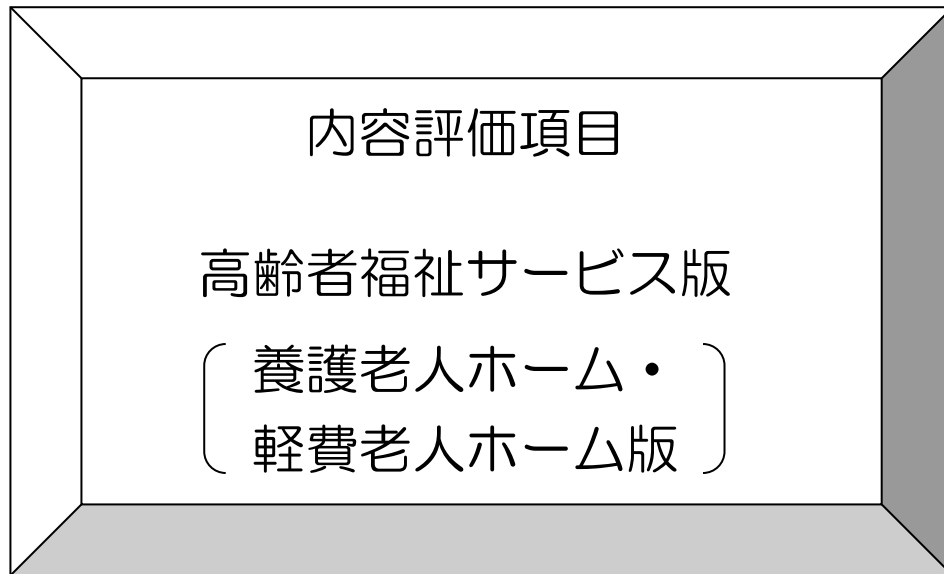 内容評価項目
高齢者福祉サービス版
養護老人ホーム・
軽費老人ホーム版